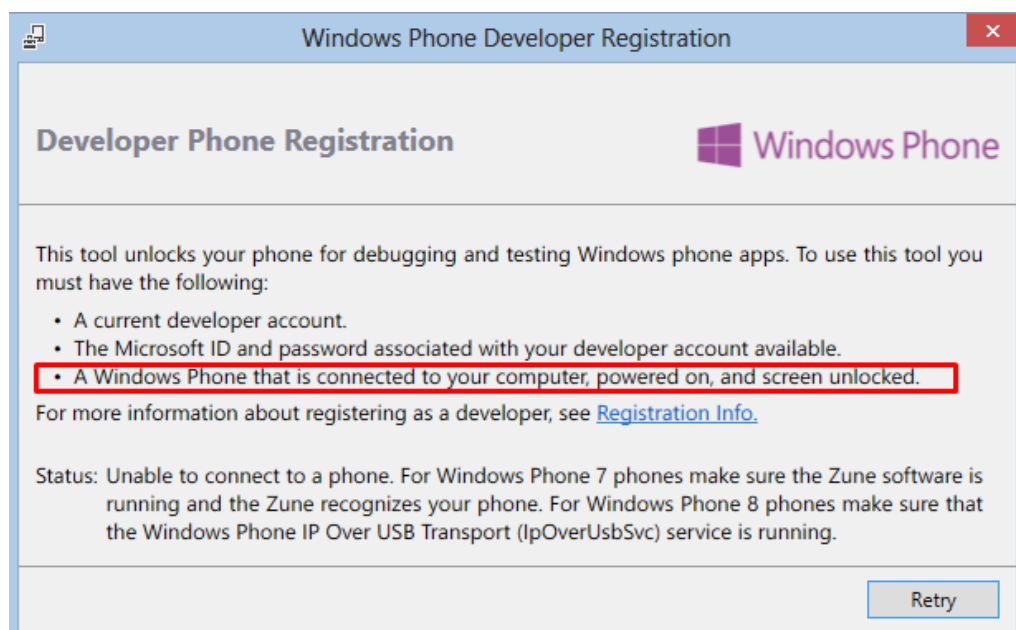 Windows Phone Developer Registration
Developer Phone Registration
Windows Phone
This tool unlocks your phone for debugging and testing Windows phone apps. To use this tool you
must have the following:
• A current developer account.
• The Microsoft ID and password associated with your developer account available.
• A Windows Phone that is connected to your computer, powered on, and screen unlocked.
For more information about registering as a developer, see Registration Info.
Status: Unable to connect to a phone. For Windows Phone 7 phones make sure the Zune software is
running and the Zune recognizes your phone. For Windows Phone 8 phones make sure that
the Windows Phone IP Over USB Transport (IpOverUsbSvc) service is running.
Retry